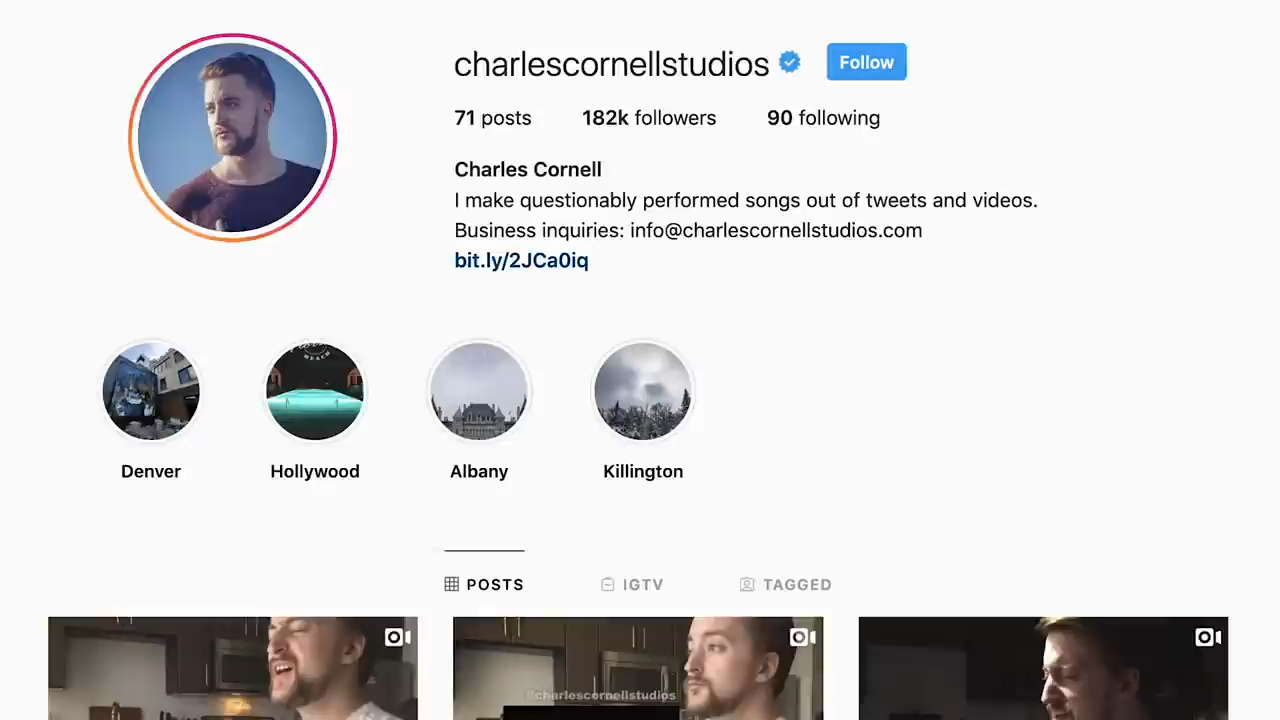 charlescornellstudios
Follow
71 posts 182k followers 90 following
Charles Cornell
I make questionably performed songs out of tweets and videos.
Business inquiries: info@charlescornellstudios.com
bit.ly/2JCa0iq
BEACH
Denver Hollywood Albany Killington
POSTS IGTV TAGGED
@charlescornellstudios